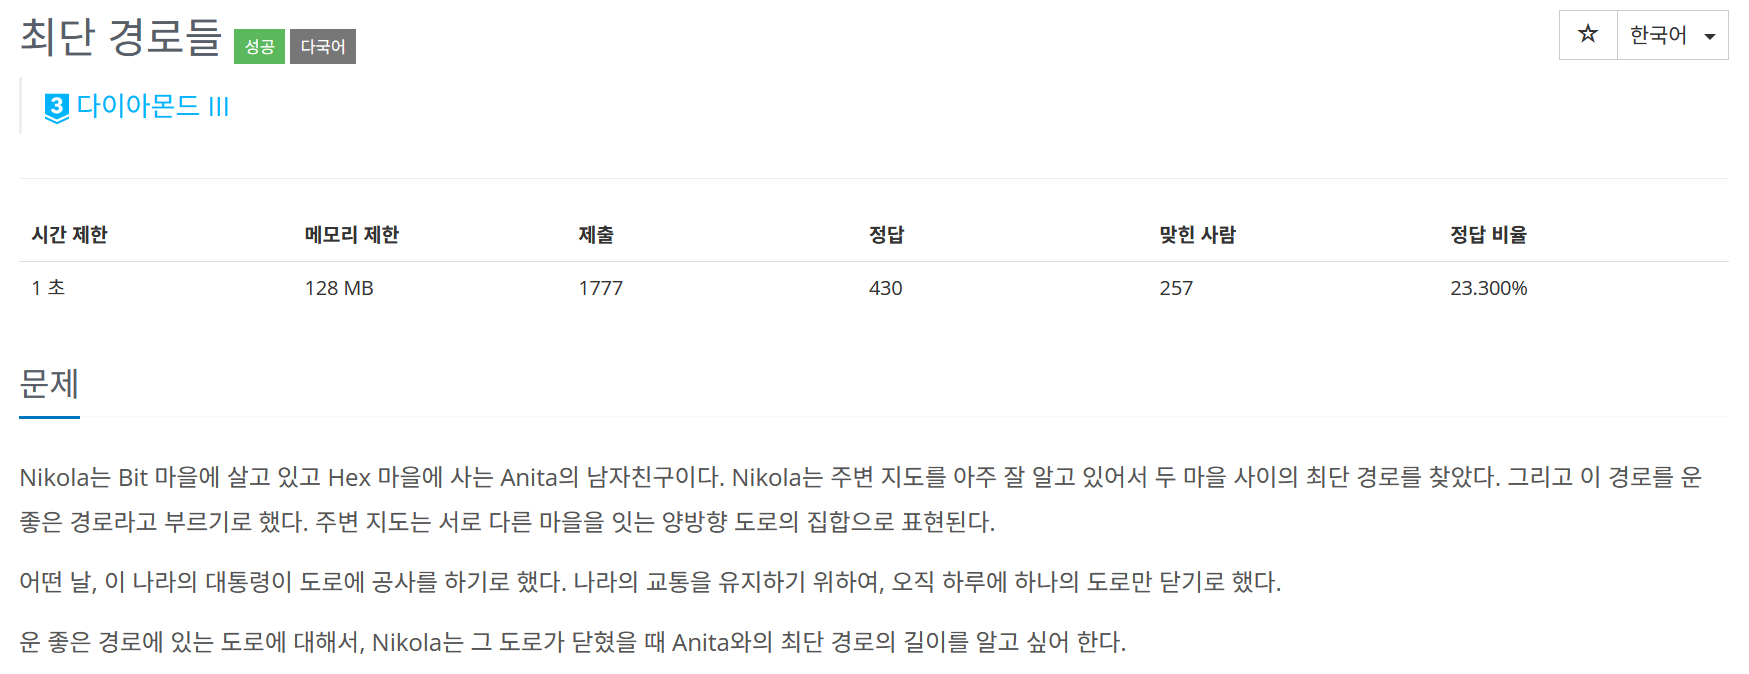 최단 경로들 성공 다국어
☆ 한국어
3 다이아몬드 III
시간 제한 메모리 제한 제출 정답 맞힌 사람 정답 비율
1 초 128 MB 1777 430 257 23.300%
문제
Nikola는 Bit 마을에 살고 있고 Hex 마을에 사는 Anita의 남자친구이다. Nikola는 주변 지도를 아주 잘 알고 있어서 두 마을 사이의 최단 경로를 찾았다. 그리고 이 경로를 운
좋은 경로라고 부르기로 했다. 주변 지도는 서로 다른 마을을 잇는 양방향 도로의 집합으로 표현된다.
어떤 날, 이 나라의 대통령이 도로에 공사를 하기로 했다. 나라의 교통을 유지하기 위하여, 오직 하루에 하나의 도로만 닫기로 했다.
운 좋은 경로에 있는 도로에 대해서, Nikola는 그 도로가 닫혔을 때 Anita와의 최단 경로의 길이를 알고 싶어 한다.